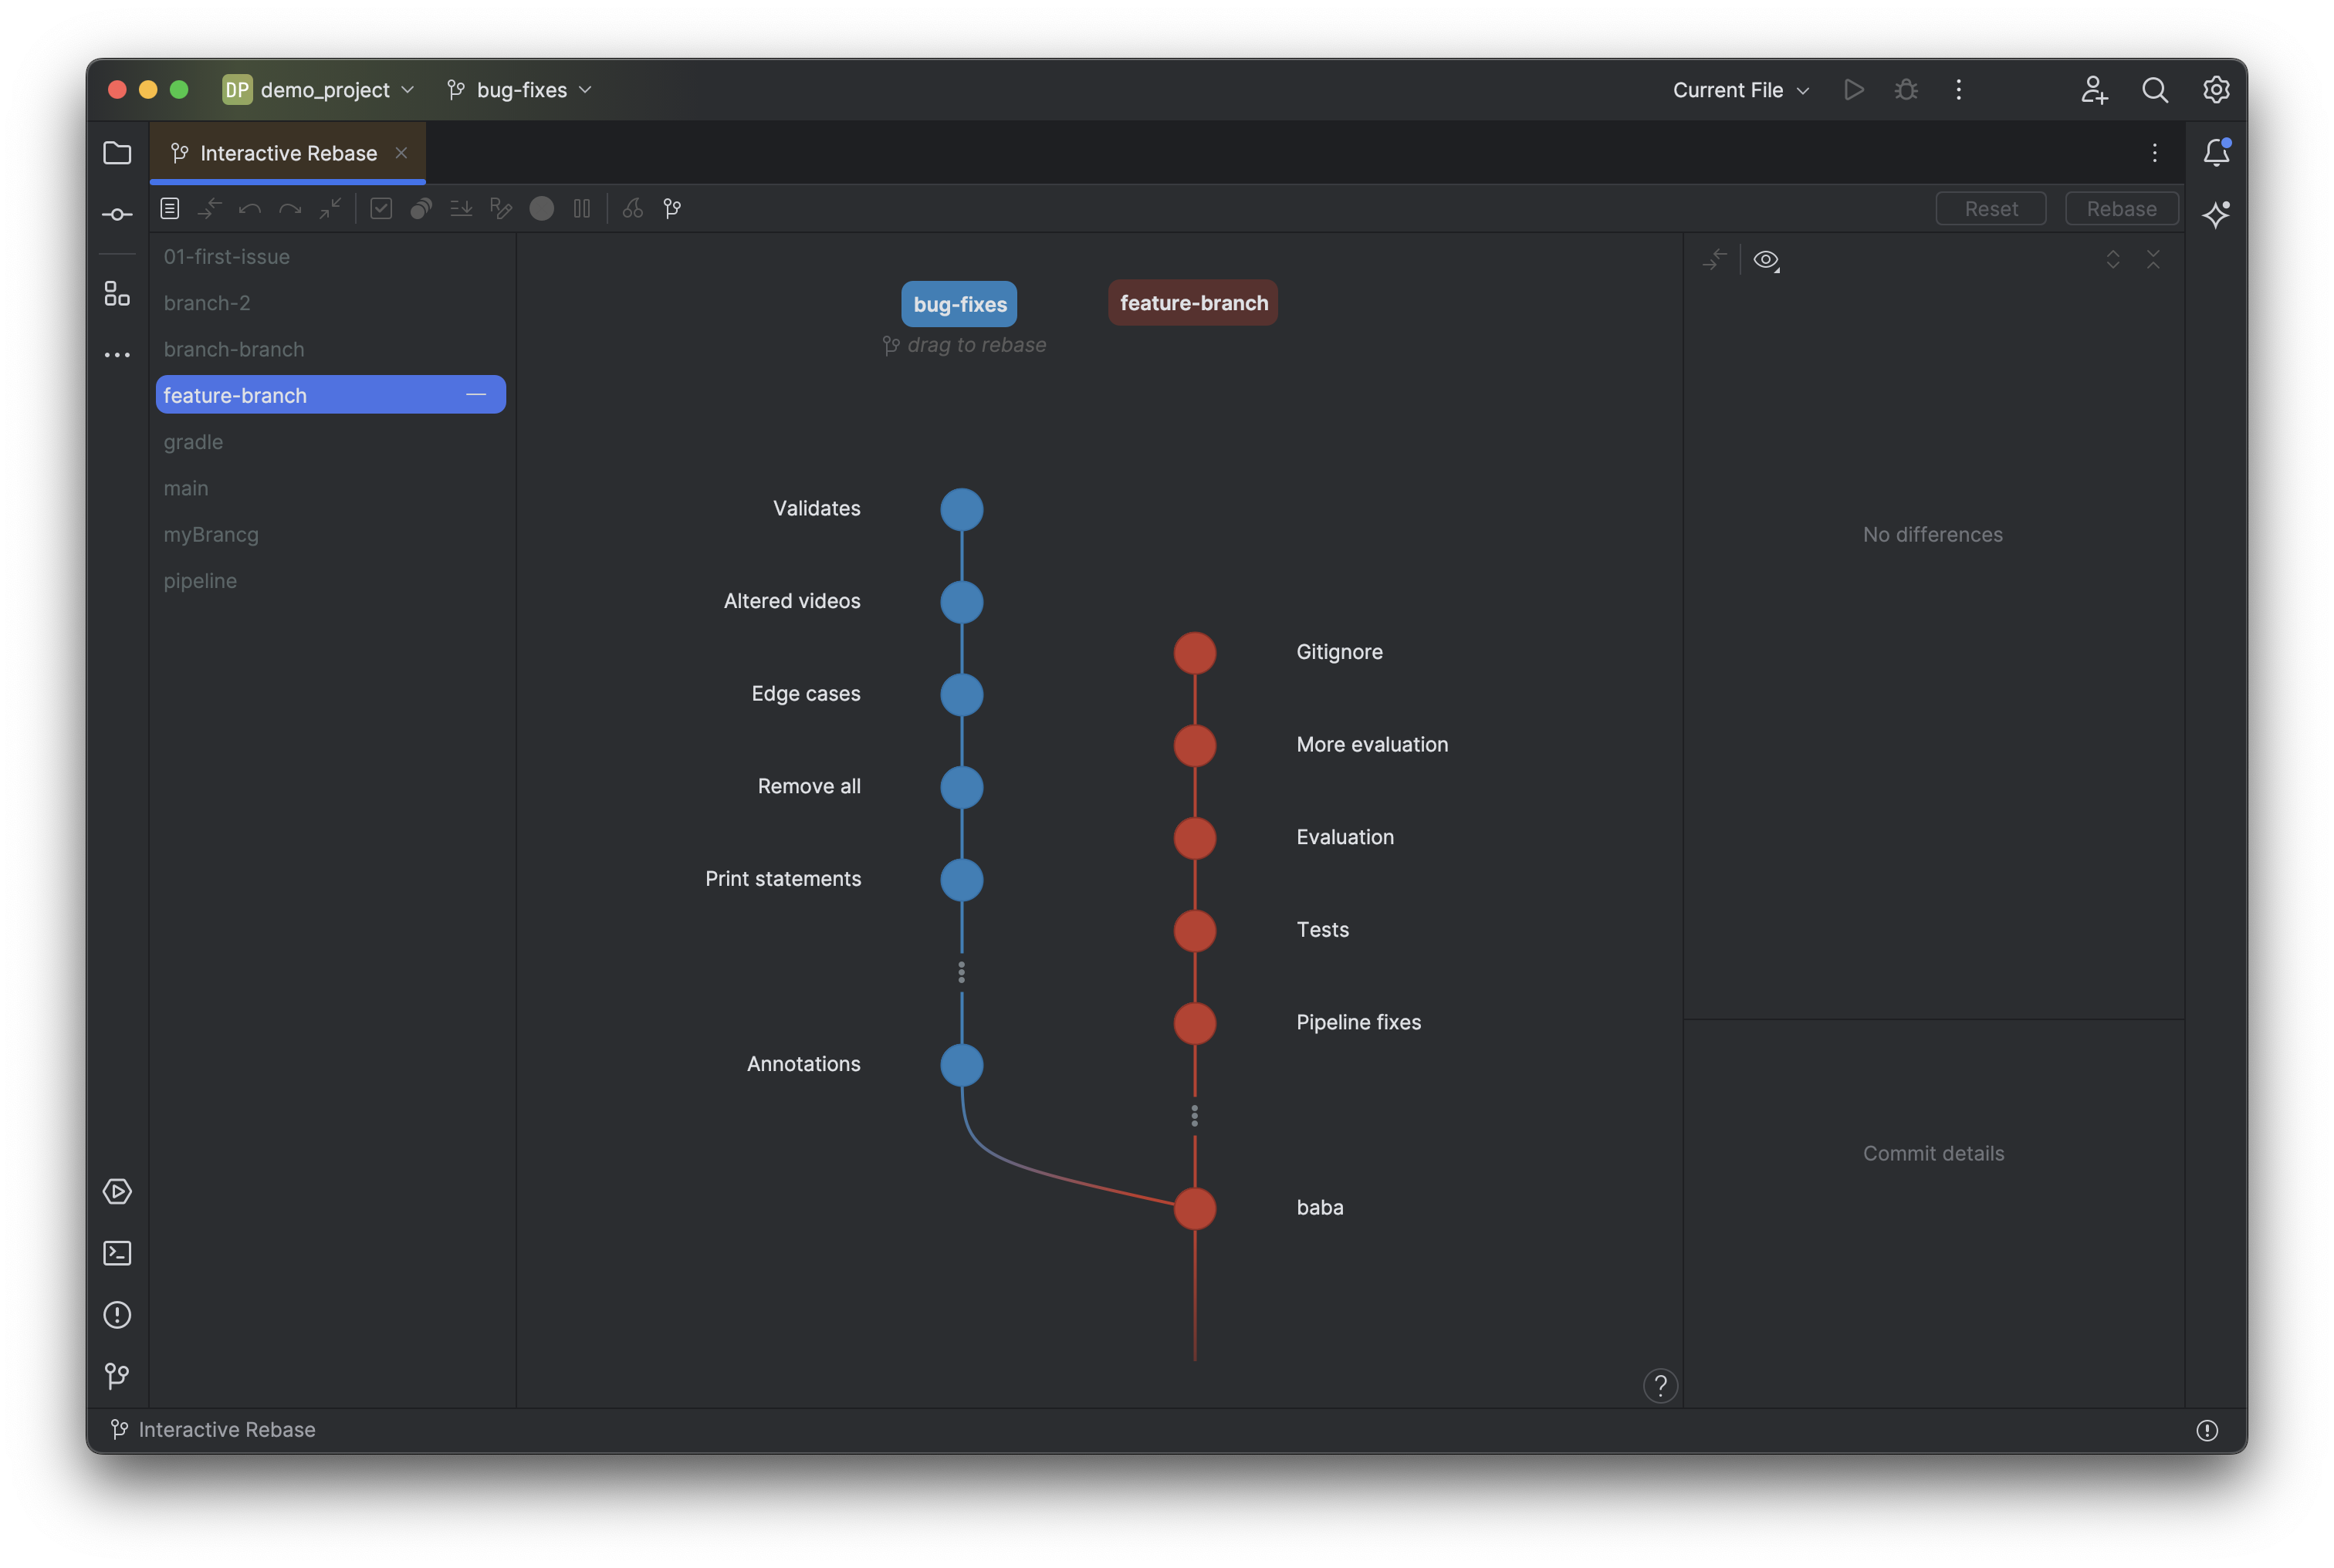 DP demo_project bug-fixes Current File
Interactive Rebase
Reset Rebase
01-first-issue
branch-2
branch-branch
feature-branch
gradle
main
myBrancg
pipeline
bug-fixes feature-branch
drag to rebase
Validates
Altered videos
Edge cases
Remove all
Print statements
Annotations
Gitignore
More evaluation
Evaluation
Tests
Pipeline fixes
baba
?
No differences
Commit details
Interactive Rebase